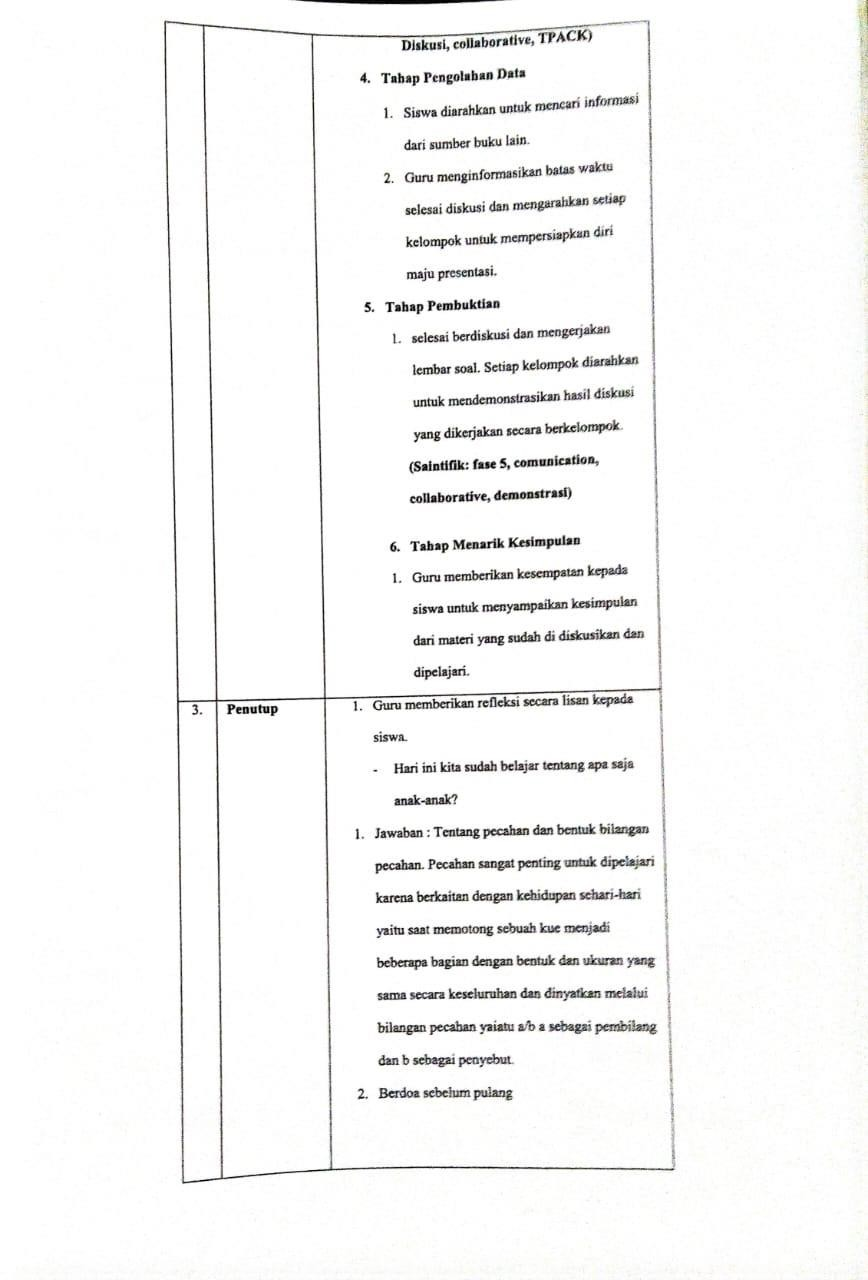 Diskusi, collaborative, TPACK)
4. Tahap Pengolahan Data
1. Siswa diarahkan untuk mencari informasi
dari sumber buku lain.
2. Guru menginformasikan batas waktu
selesai diskusi dan mengarahkan setiap
kelompok untuk mempersiapkan diri
maju presentasi.
5. Tahap Pembuktian
1. selesai berdiskusi dan mengerjakan
lembar soal. Setiap kelompok diarahkan
untuk mendemonstrasikan hasil diskusi
yang dikerjakan secara berkelompok.
(Saintifik: fase 5, comunication,
collaborative, demonstrasi)
6. Tahap Menarik Kesimpulan
1. Guru memberikan kesempatan kepada
siswa untuk menyampaikan kesimpulan
dari materi yang sudah di diskusikan dan
dipelajari.
3. Penutup 1. Guru memberikan refleksi secara lisan kepada
siswa.
- Hari ini kita sudah belajar tentang apa saja
anak-anak?
1. Jawaban : Tentang pecahan dan bentuk bilangan
pecahan. Pecahan sangat penting untuk dipelajari
karena berkaitan dengan kehidupan sehari-hari
yaitu saat memotong sebuah kue menjadi
beberapa bagian dengan bentuk dan ukuran yang
sama secara keseluruhan dan dinyatkan melalui
bilangan pecahan yaiatu a/b a sebagai pembilang
dan b sebagai penyebut.
2. Berdoa sebelum pulang